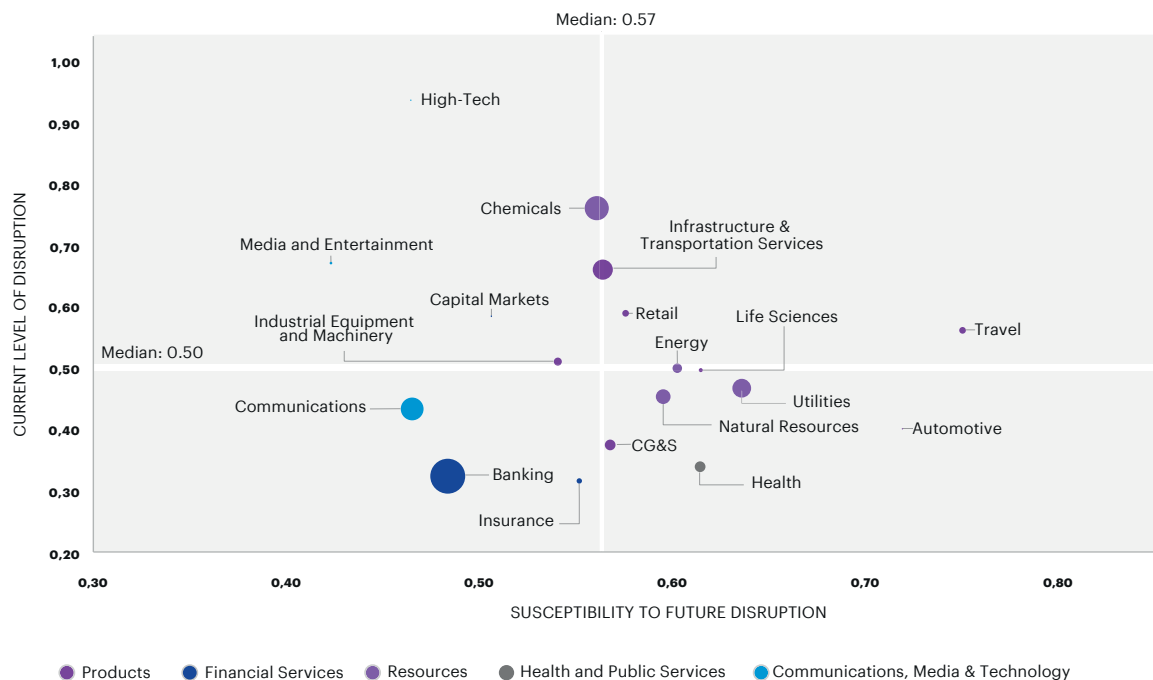 Median: 0.57
CURRENT LEVEL OF DISRUPTION
1,00
0,90
0,80
0,70
0,60
0,50
0,40
0,30
0,20
High-Tech
Chemicals
Infrastructure &
Transportation Services
Media and Entertainment
Capital Markets
Retail
Life Sciences
Industrial Equipment
and Machinery
Travel
Energy
Median: 0.50
Utilities
Communications
Natural Resources
Automotive
CG&S
Banking
Health
Insurance
0,30
0,40
0,50
0,60
0,70
0,80
SUSCEPTIBILITY TO FUTURE DISRUPTION
Products
Financial Services
Resources
Health and Public Services
Communications, Media & Technology